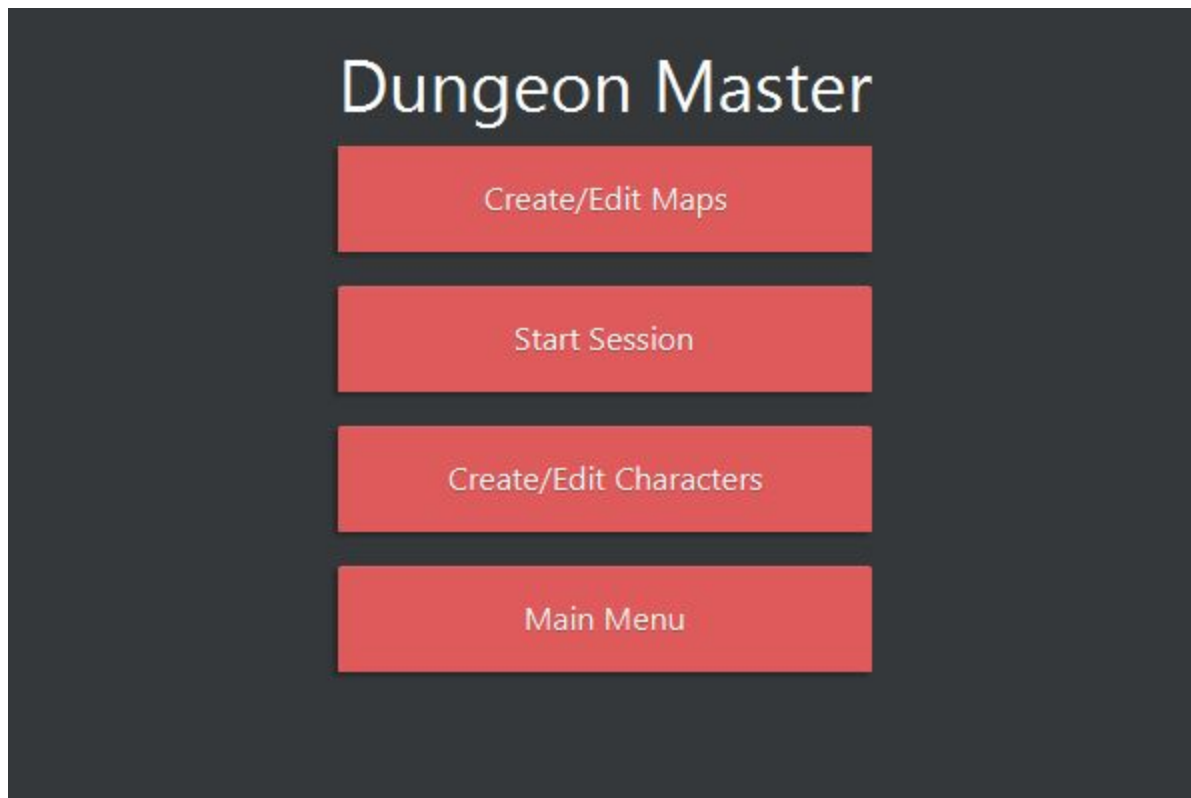 Dungeon Master
Create/Edit Maps
Start Session
Create/Edit Characters
Main Menu